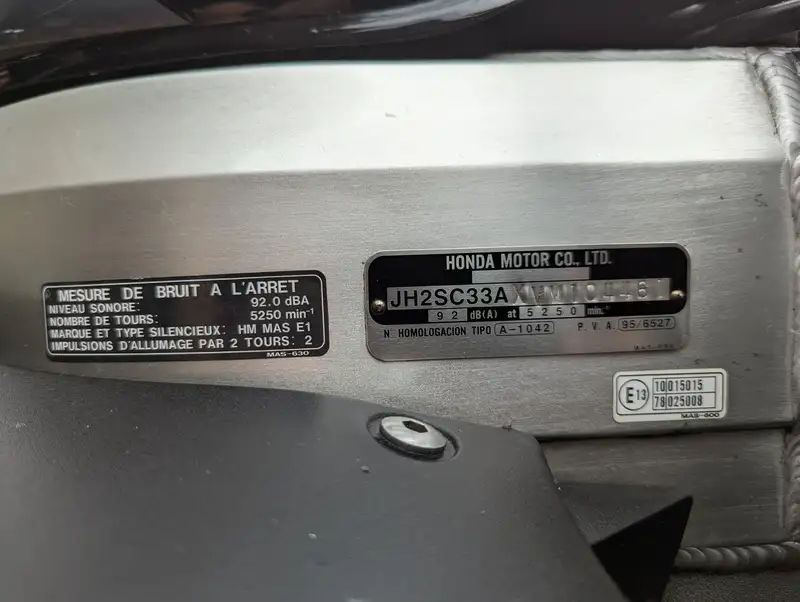 MESURE DE BRUIT A L'ARRET
NIVEAU SONORE: 92.0 dBA
NOMBRE DE TOURS: 5250 min⁻¹
MARQUE ET TYPE SILENCIEUX: HM MAS E1
IMPULSIONS D'ALLUMAGE PAR 2 TOURS: 2
MAS-630
HONDA MOTOR CO., LTD.
JH2SC33A
92 dB(A) at 5250 min⁻¹
N° HOMOLOGACION TIPO A-1042 P.V.A 95/6527
E13
10 015015
78 025008
MAS-600